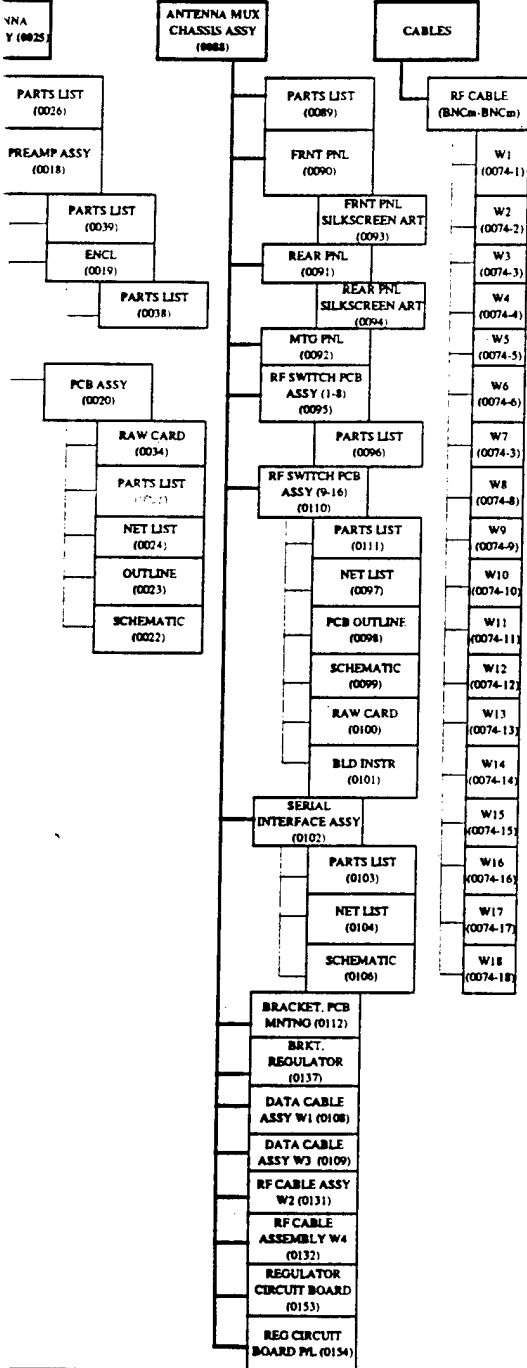 NNA
Y (0025)
PARTS LIST
(0026)
PREAMP ASSY
(0018)
PARTS LIST
(0039)
ENCL
(0019)
PARTS LIST
(0038)
PCB ASSY
(0020)
RAW CARD
(0034)
PARTS LIST
NET LIST
(0024)
OUTLINE
(0023)
SCHEMATIC
(0022)
ANTENNA MUX
CHASSIS ASSY
(0088)
PARTS LIST
(0089)
FRNT PNL
(0090)
FRNT PNL
SILKSCREEN ART
(0093)
REAR PNL
(0091)
REAR PNL
SILKSCREEN ART
(0094)
MTG PNL
(0092)
RF SWITCH PCB
ASSY (1-8)
(0095)
PARTS LIST
(0096)
RF SWITCH PCB
ASSY (9-16)
(0110)
PARTS LIST
(0111)
NET LIST
(0097)
PCB OUTLINE
(0098)
SCHEMATIC
(0099)
RAW CARD
(0100)
BLD INSTR
(0101)
SERIAL
INTERFACE ASSY
(0102)
PARTS LIST
(0103)
NET LIST
(0104)
SCHEMATIC
(0106)
BRACKET, PCB
MNTNG (0112)
BRKT,
REGULATOR
(0137)
DATA CABLE
ASSY W1 (0108)
DATA CABLE
ASSY W3 (0109)
RF CABLE ASSY
W2 (0131)
RF CABLE
ASSEMBLY W4
(0132)
REGULATOR
CIRCUIT BOARD
(0153)
REG CIRCUIT
BOARD P/L (0154)
CABLES
RF CABLE
(BNCm-BNCm)
W1
(0074-1)
W2
(0074-2)
W3
(0074-3)
W4
(0074-4)
W5
(0074-5)
W6
(0074-6)
W7
(0074-3)
W8
(0074-8)
W9
(0074-9)
W10
(0074-10)
W11
(0074-11)
W12
(0074-12)
W13
(0074-13)
W14
(0074-14)
W15
(0074-15)
W16
(0074-16)
W17
(0074-17)
W18
(0074-18)